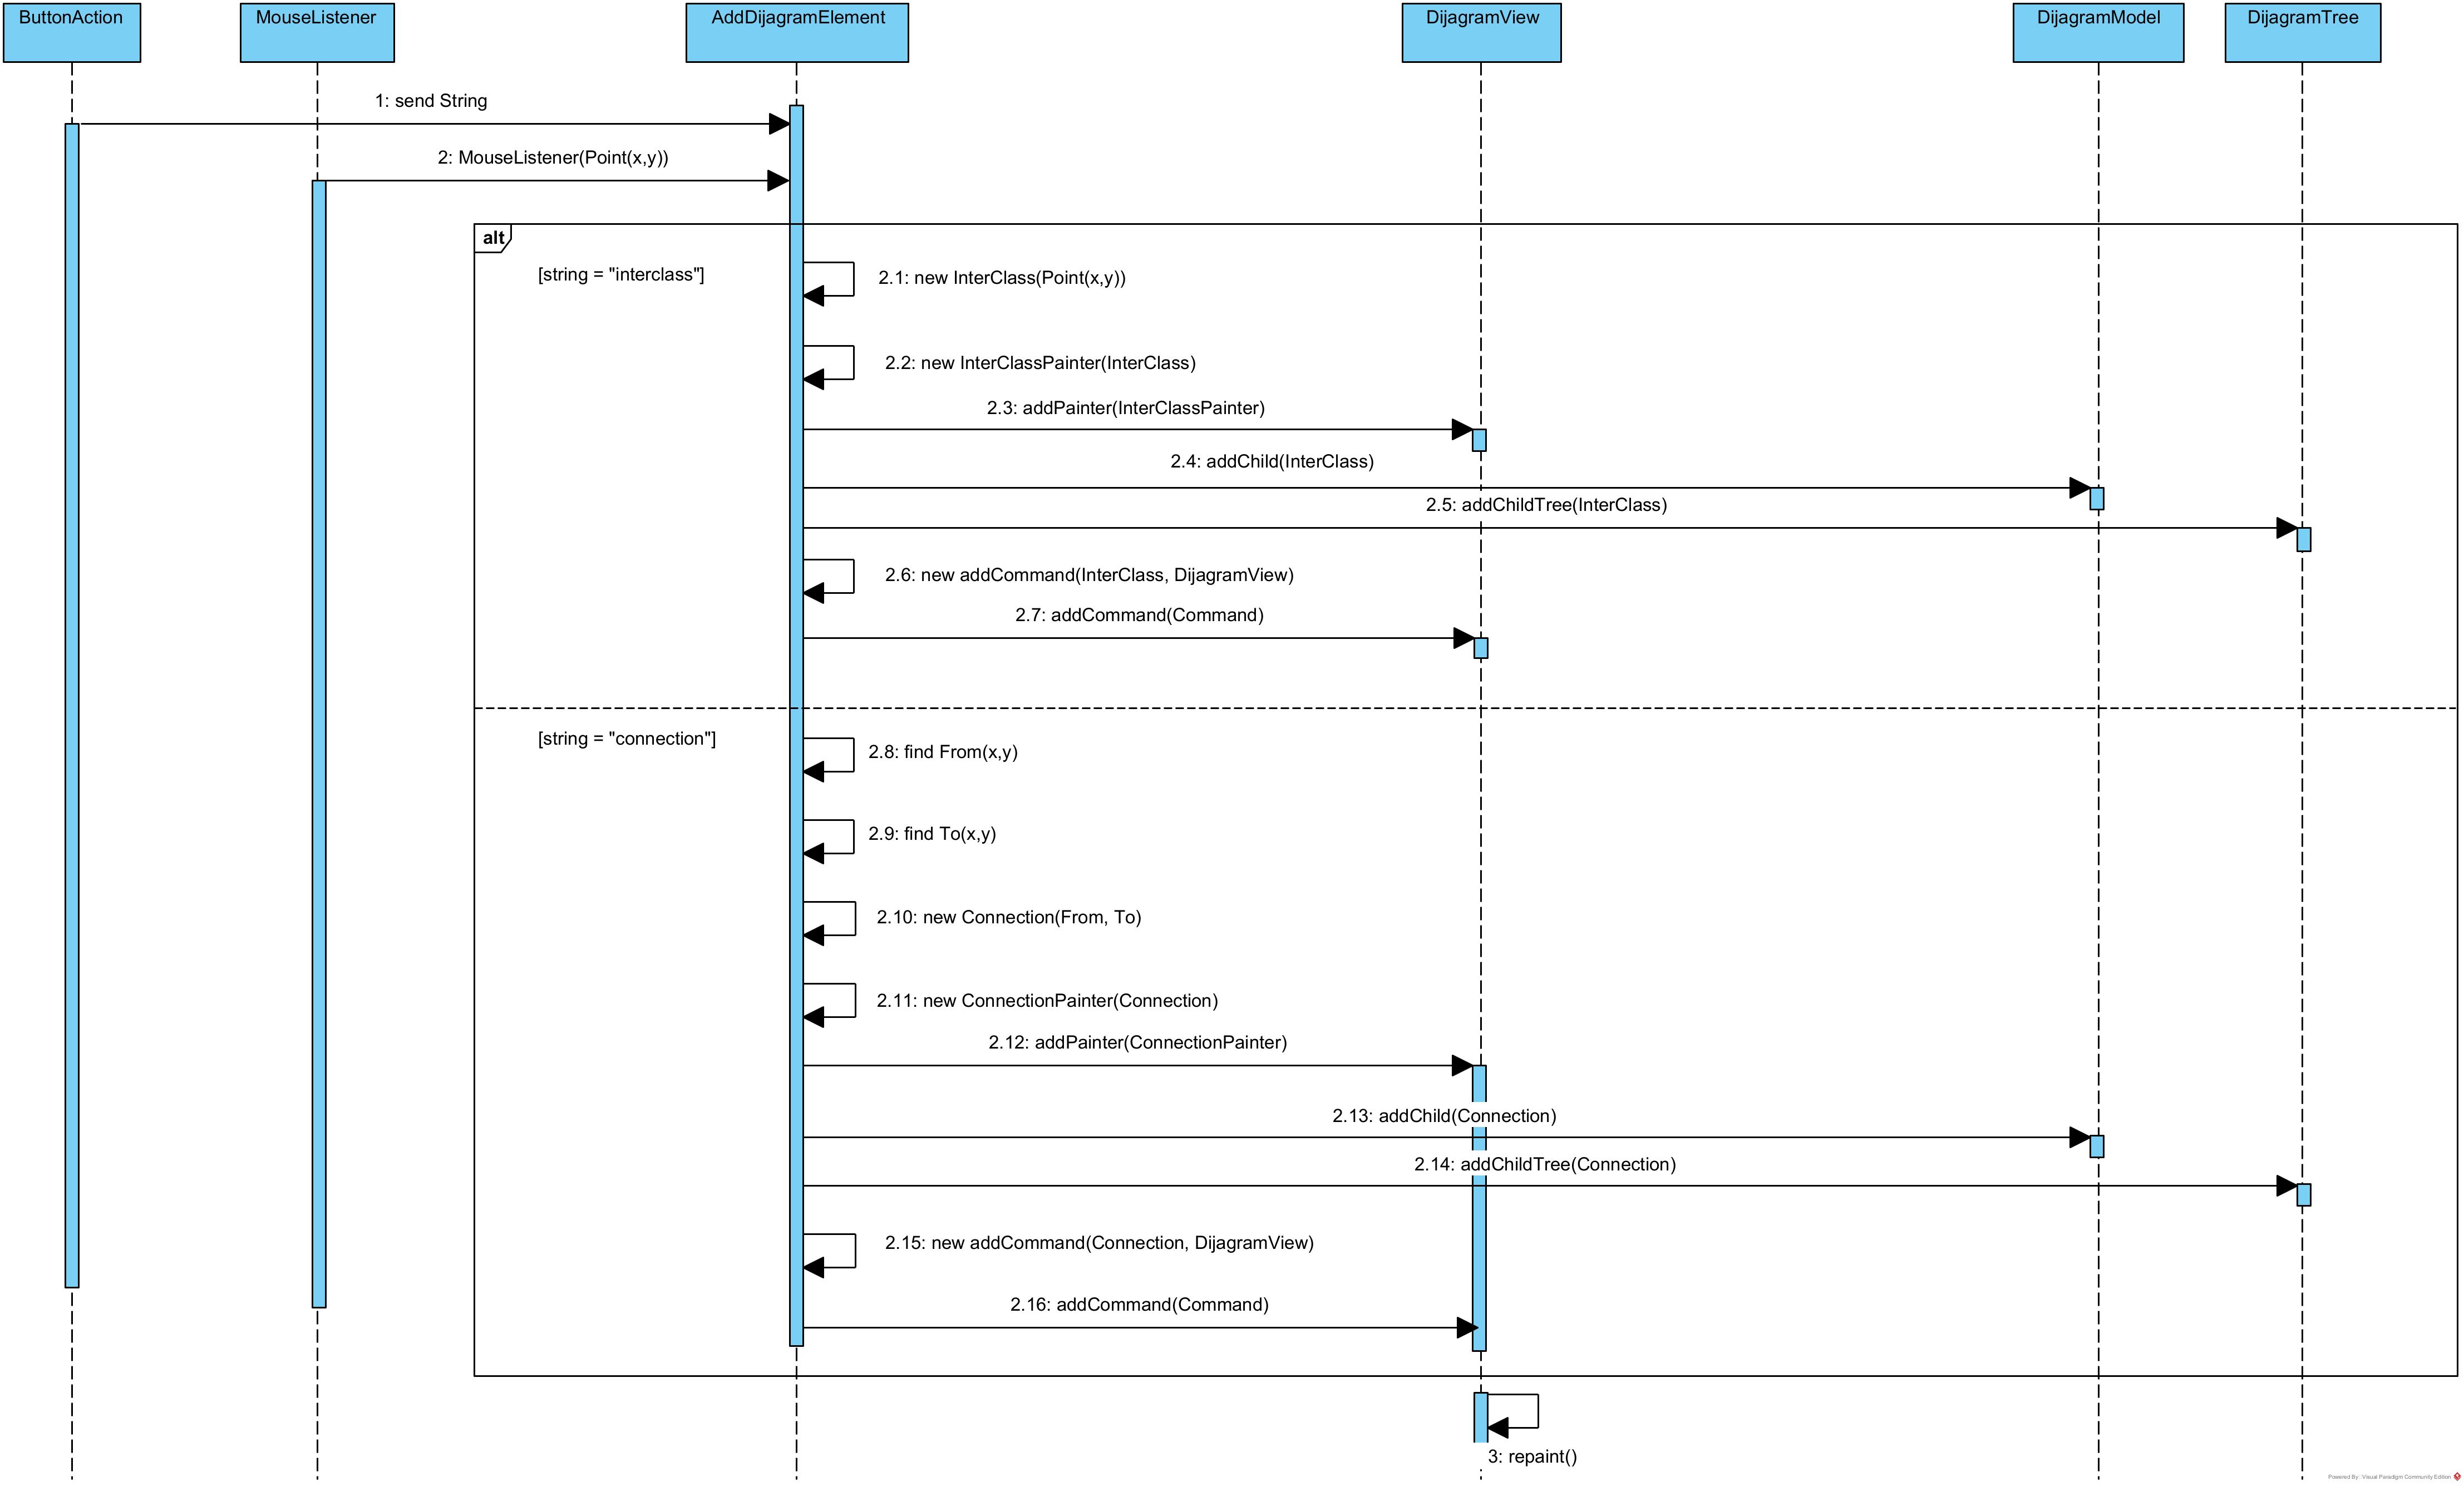 ButtonAction
MouseListener
AddDijagramElement
DijagramView
DijagramModel
DijagramTree
1: send String
2: MouseListener(Point(x,y))
alt
[string = "interclass"]
2.1: new InterClass(Point(x,y))
2.2: new InterClassPainter(InterClass)
2.3: addPainter(InterClassPainter)
2.4: addChild(InterClass)
2.5: addChildTree(InterClass)
2.6: new addCommand(InterClass, DijagramView)
2.7: addCommand(Command)
[string = "connection"]
2.8: find From(x,y)
2.9: find To(x,y)
2.10: new Connection(From, To)
2.11: new ConnectionPainter(Connection)
2.12: addPainter(ConnectionPainter)
2.13: addChild(Connection)
2.14: addChildTree(Connection)
2.15: new addCommand(Connection, DijagramView)
2.16: addCommand(Command)
3: repaint()
Powered By: Visual Paradigm Community Edition